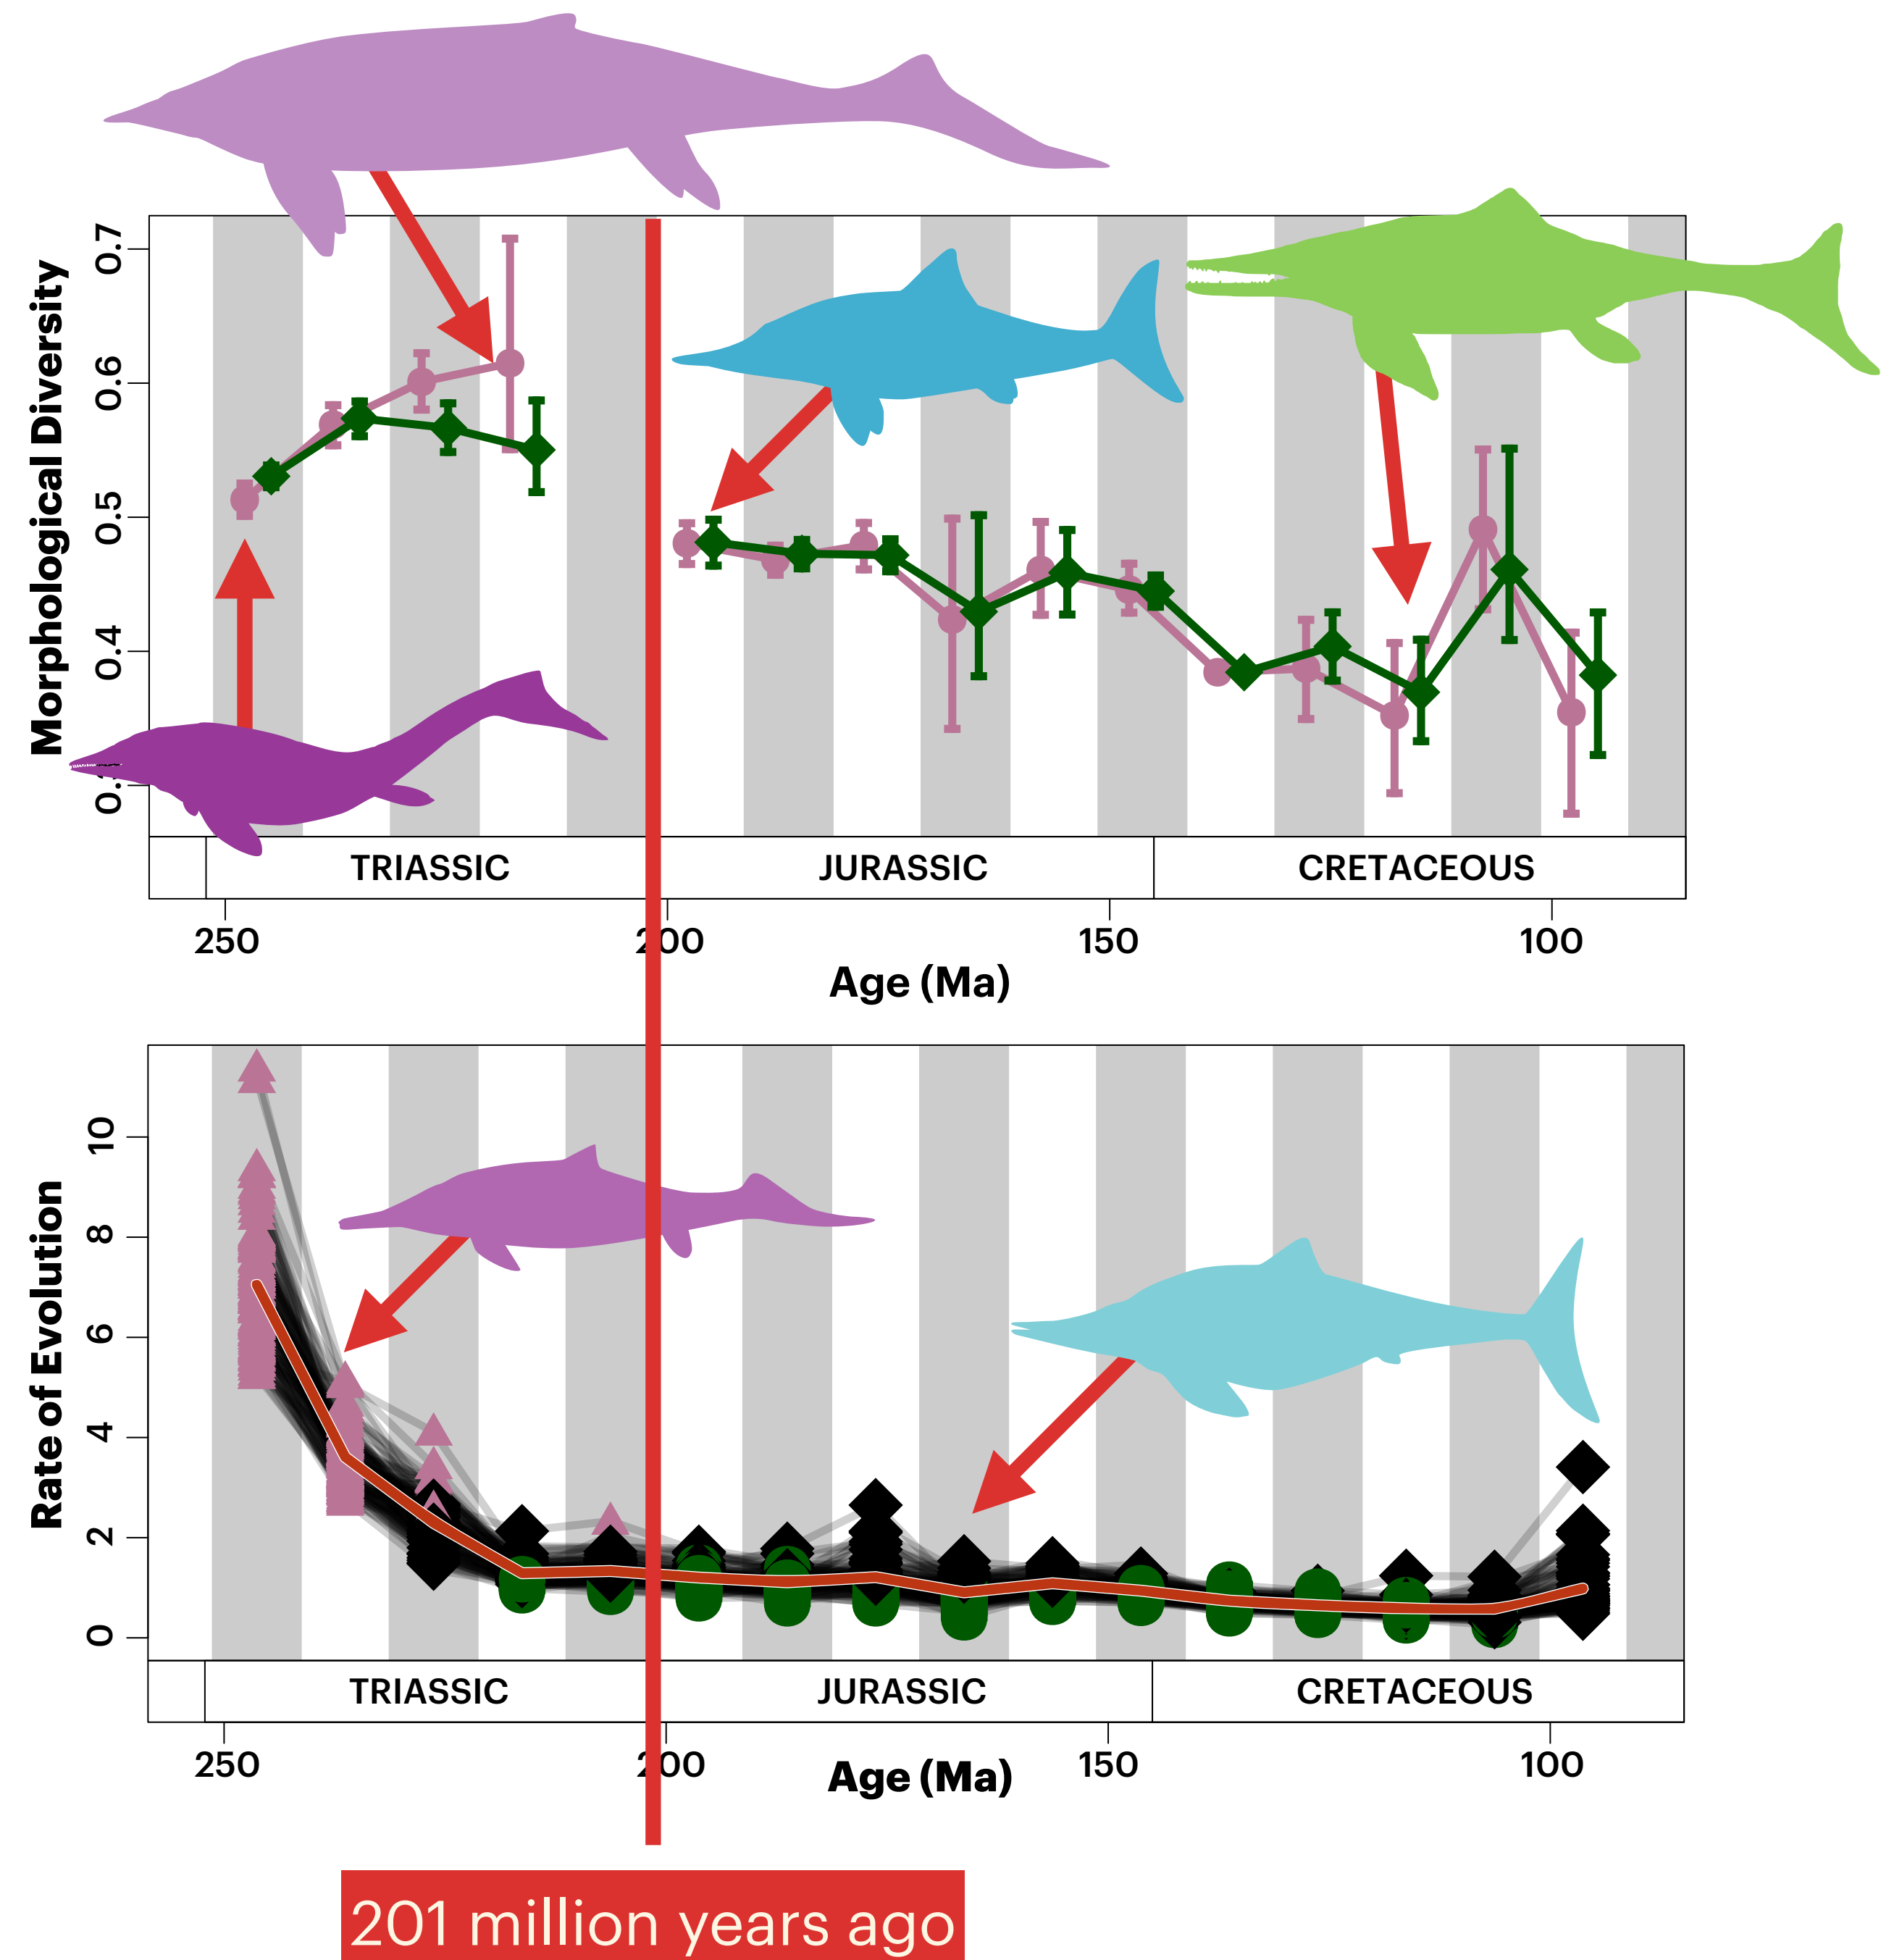 Morphological Diversity
0.7
0.6
0.5
0.4
0.
TRIASSIC JURASSIC CRETACEOUS
250 200 150 100
Age (Ma)
Rate of Evolution
10
8
6
4
2
0
TRIASSIC JURASSIC CRETACEOUS
250 200 150 100
Age (Ma)
201 million years ago